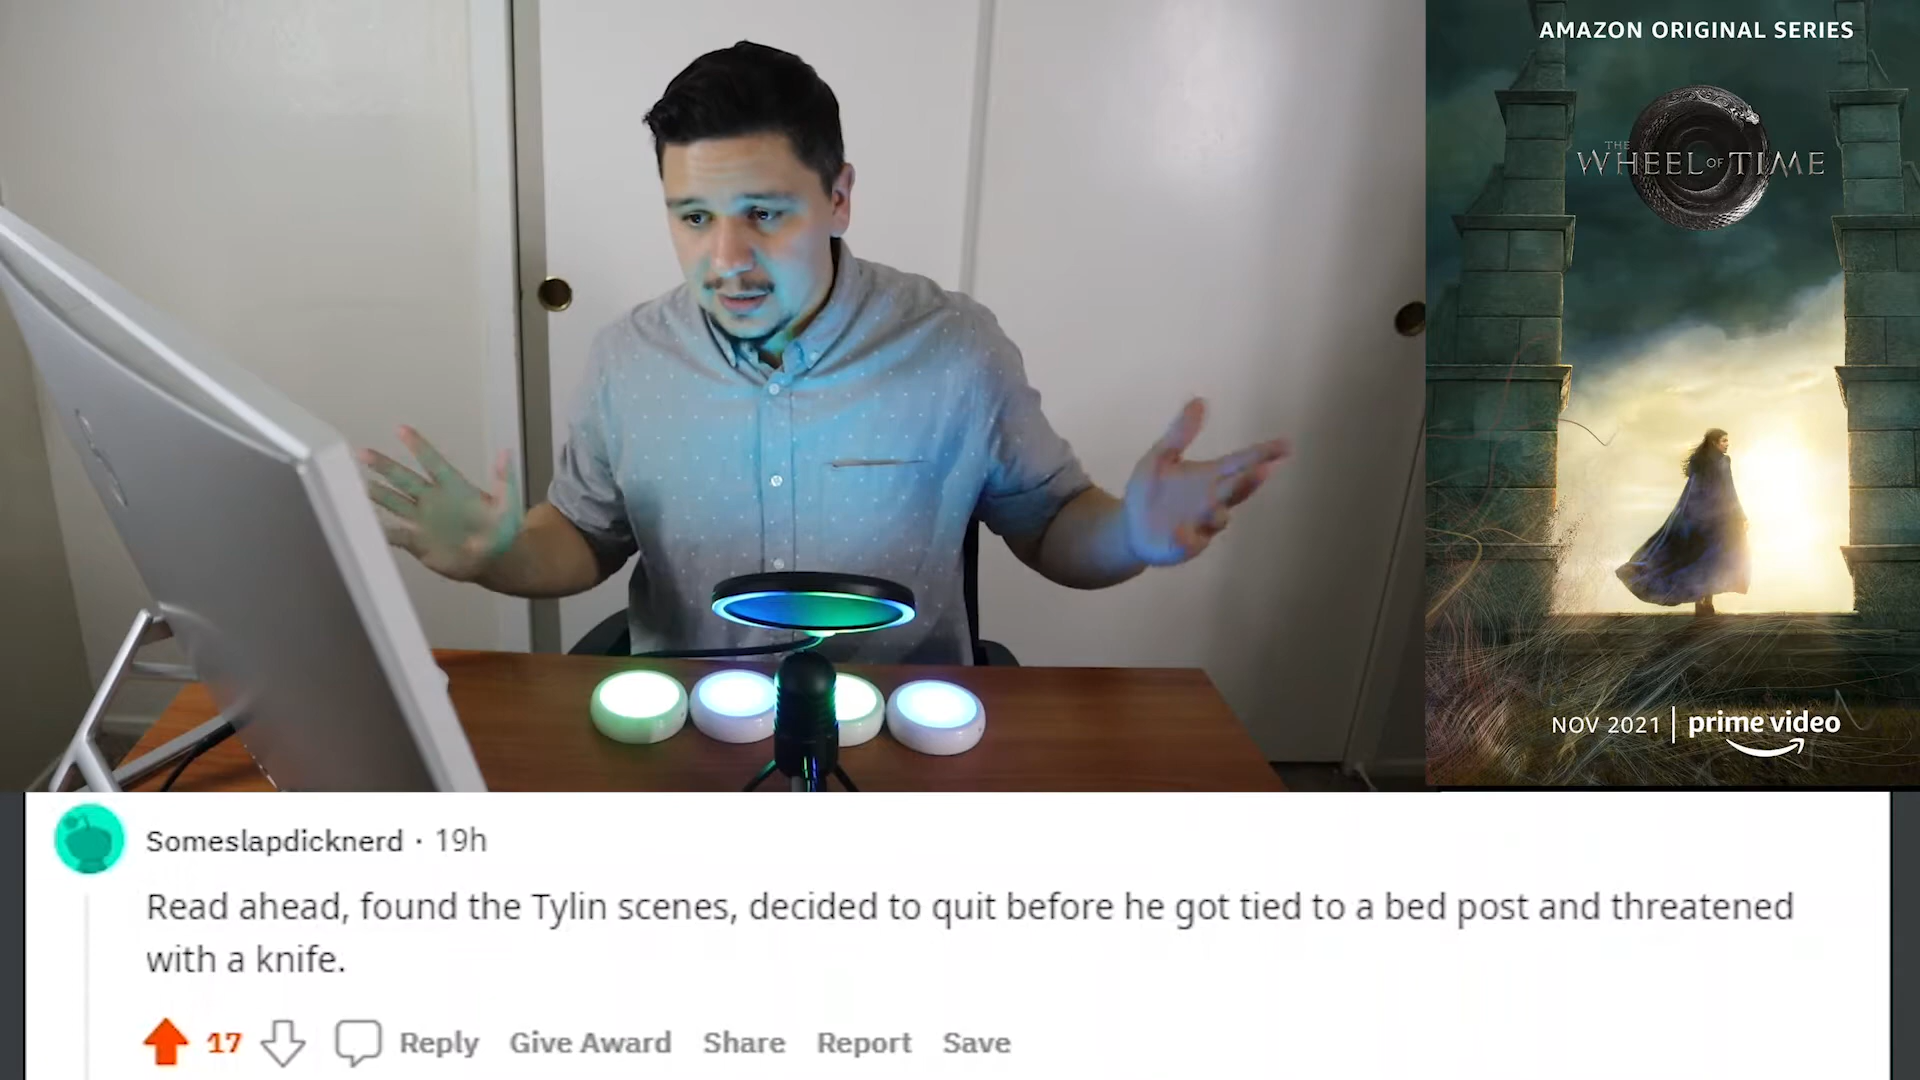 AMAZON ORIGINAL SERIES
THE
WHEEL OF TIME
NOV 2021 | prime video
Someslapdicknerd · 19h
Read ahead, found the Tylin scenes, decided to quit before he got tied to a bed post and threatened
with a knife.
17 Reply Give Award Share Report Save